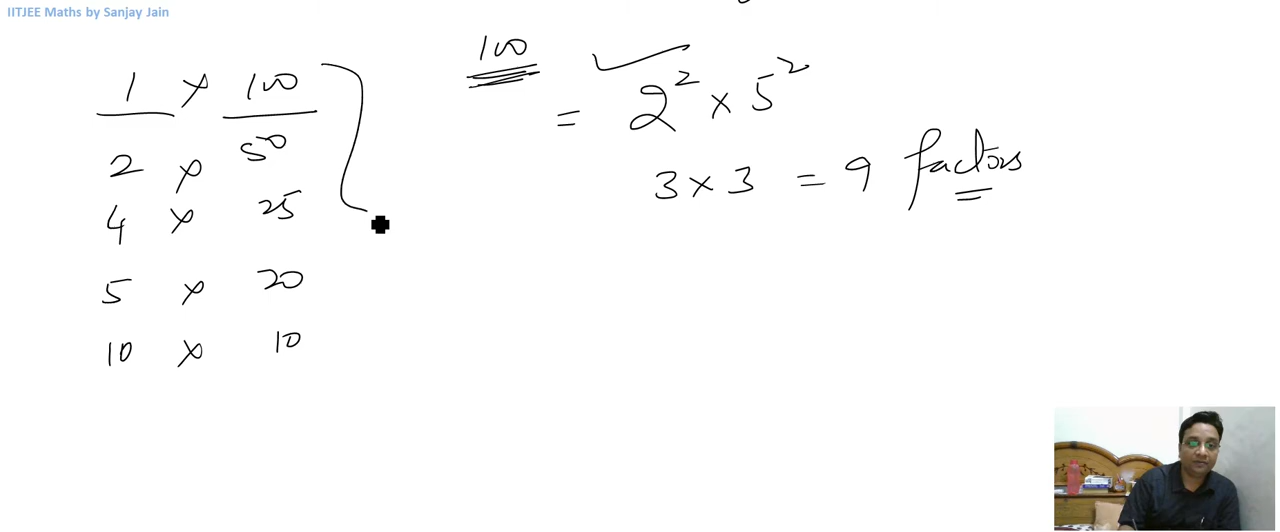 IITJEE Maths by Sanjay Jain
1 × 100
2 × 50
4 × 25
5 × 20
10 × 10
100
= 2² × 5²
3 × 3 = 9 factors